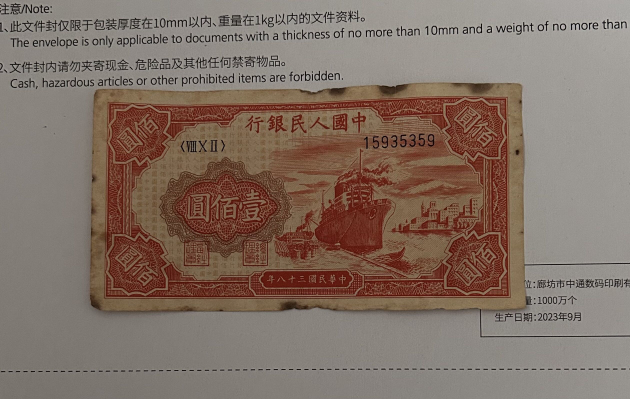 注意/Note:
1、此文件封仅限于包装厚度在10mm以内、重量在1kg以内的文件资料。
The envelope is only applicable to documents with a thickness of no more than 10mm and a weight of no more than
2、文件封内请勿夹寄现金、危险品及其他任何禁寄物品。
Cash, hazardous articles or other prohibited items are forbidden.
行銀民人國中
圓佰
圓佰
〈ⅧⅩⅡ〉
15935359
圓佰壹
圓佰
圓佰
年八十三國民華中
位:廊坊市中通数码印刷有
量:1000万个
生产日期:2023年9月